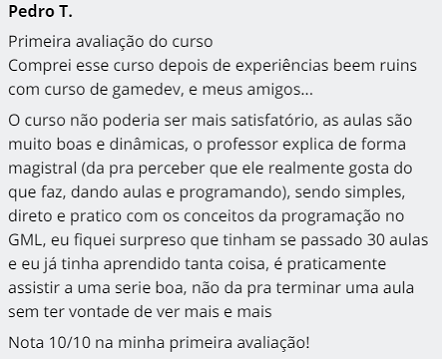 Pedro T.
Primeira avaliação do curso
Comprei esse curso depois de experiências beem ruins
com curso de gamedev, e meus amigos...
O curso não poderia ser mais satisfatório, as aulas são
muito boas e dinâmicas, o professor explica de forma
magistral (da pra perceber que ele realmente gosta do
que faz, dando aulas e programando), sendo simples,
direto e pratico com os conceitos da programação no
GML, eu fiquei surpreso que tinham se passado 30 aulas
e eu já tinha aprendido tanta coisa, é praticamente
assistir a uma serie boa, não da pra terminar uma aula
sem ter vontade de ver mais e mais
Nota 10/10 na minha primeira avaliação!